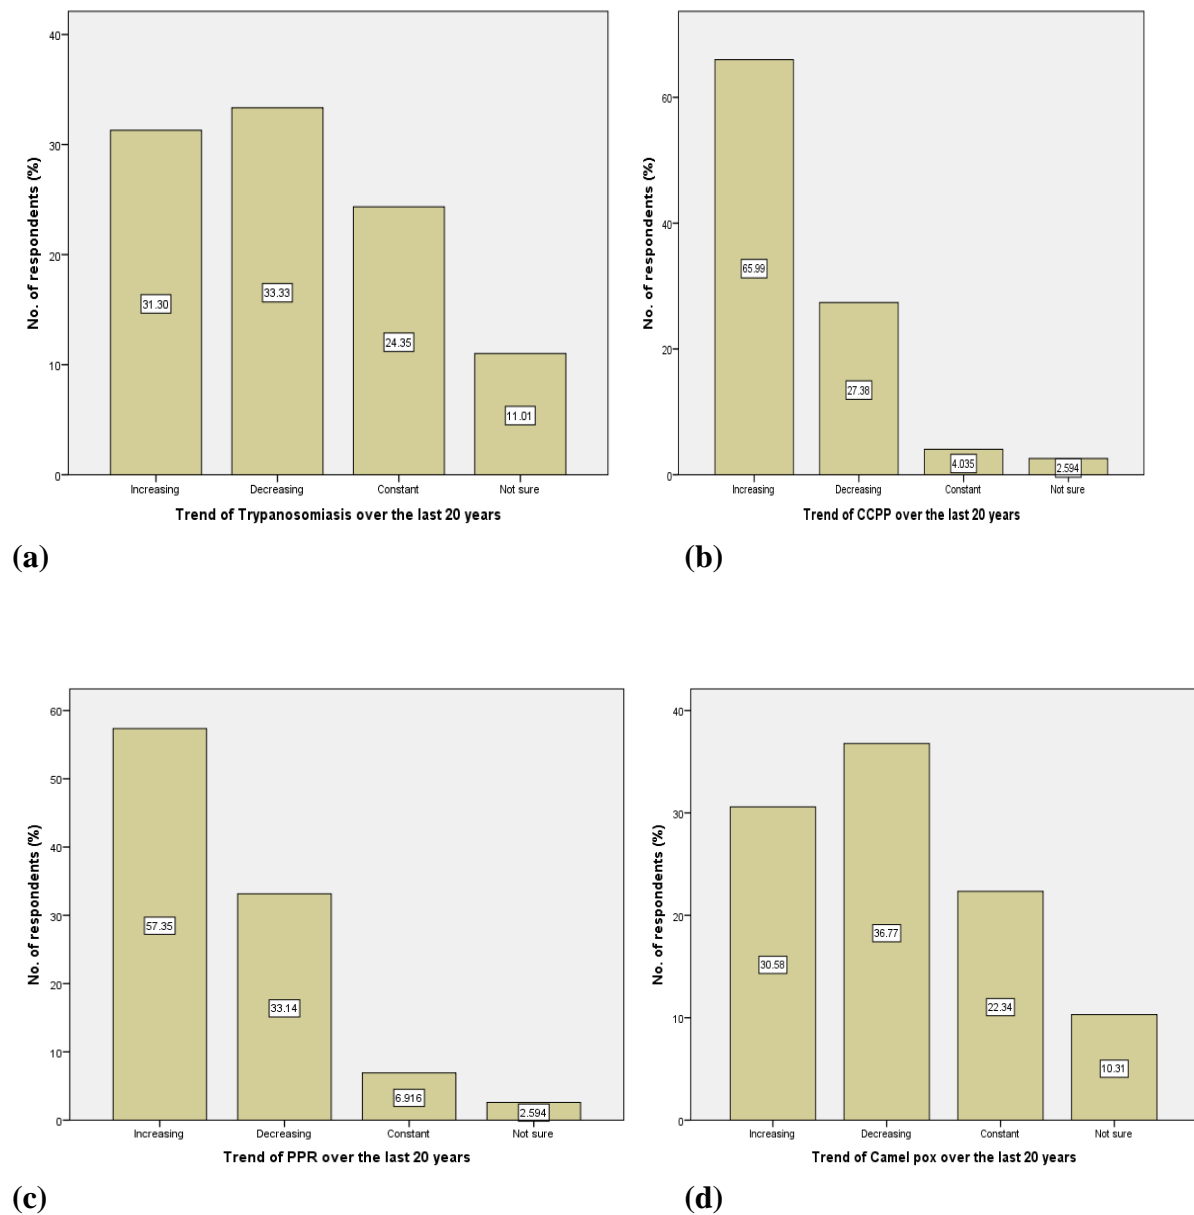 No. of respondents (%)
40
30
20
10
0
31.30
33.33
24.35
11.01
Increasing
Decreasing
Constant
Not sure
Trend of Trypanosomiasis over the last 20 years
(a)
No. of respondents (%)
60
40
20
0
65.99
27.38
4.035
2.594
Increasing
Decreasing
Constant
Not sure
Trend of CCPP over the last 20 years
(b)
No. of respondents (%)
60
50
40
30
20
10
0
57.35
33.14
6.916
2.594
Increasing
Decreasing
Constant
Not sure
Trend of PPR over the last 20 years
(c)
No. of respondents (%)
40
30
20
10
0
30.58
36.77
22.34
10.31
Increasing
Decreasing
Constant
Not sure
Trend of Camel pox over the last 20 years
(d)